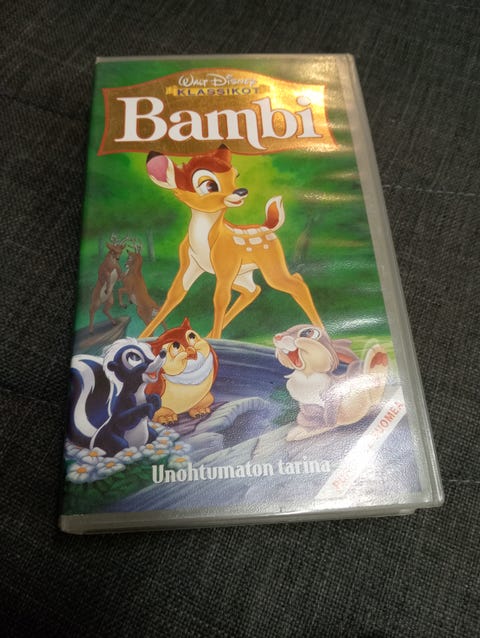 Walt Disney
KLASSIKOT
Bambi
Unohtumaton tarina